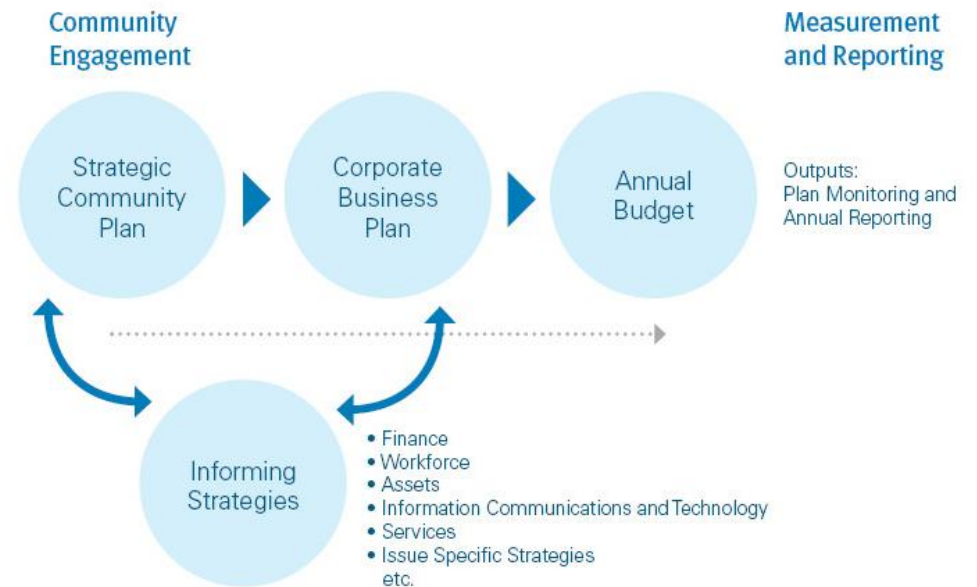 Community
Engagement
Measurement
and Reporting
Strategic
Community
Plan
Corporate
Business
Plan
Annual
Budget
Outputs:
Plan Monitoring and
Annual Reporting
Informing
Strategies
• Finance
• Workforce
• Assets
• Information Communications and Technology
• Services
• Issue Specific Strategies
etc.